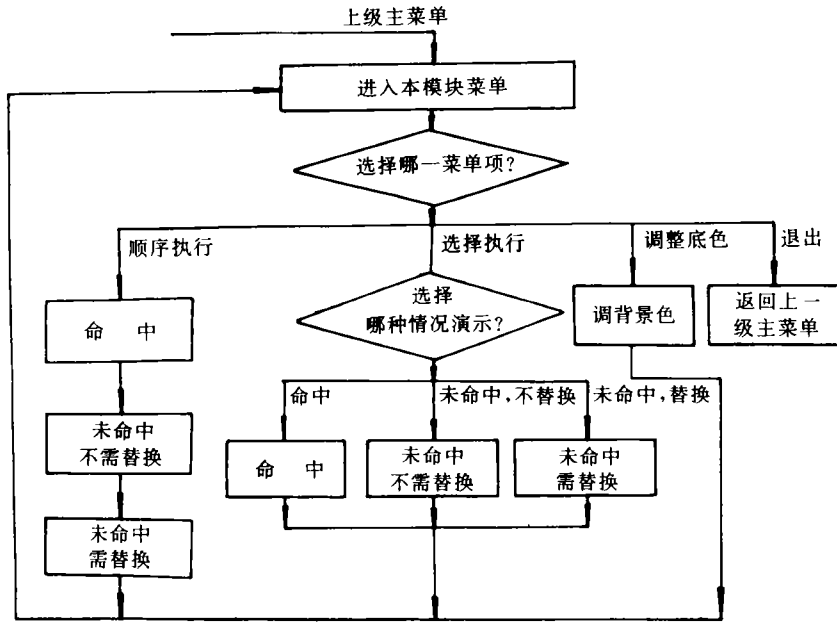 上级主菜单
进入本模块菜单
选择哪一菜单项?
顺序执行
选择执行
调整底色
退出
命 中
选择
哪种情况演示?
调背景色
返回上一
级主菜单
命中
未命中,不替换
未命中,替换
未命中
不需替换
命 中
未命中
不需替换
未命中
需替换
未命中
需替换